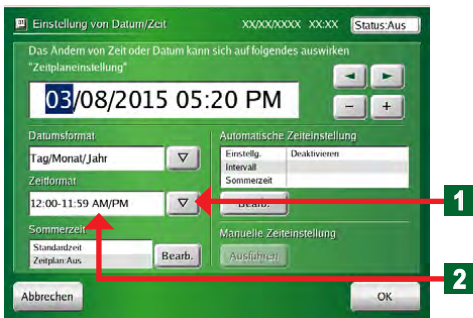 Einstellung von Datum/Zeit XX/XX/XXXX XX:XX Status:Aus
Das Ändern von Zeit oder Datum kann sich auf folgendes auswirken
"Zeitplaneinstellung"
03/08/2015 05:20 PM
- +
Datumsformat
Tag/Monat/Jahr
Zeitformat
12:00-11:59 AM/PM
Sommerzeit
Standardzeit
Zeitplan:Aus
Bearb.
Automatische Zeiteinstellung
Einstellg. Deaktivieren
Intervall
Sommerzeit
Bearb.
Manuelle Zeiteinstellung
Ausführen
1
2
Abbrechen OK